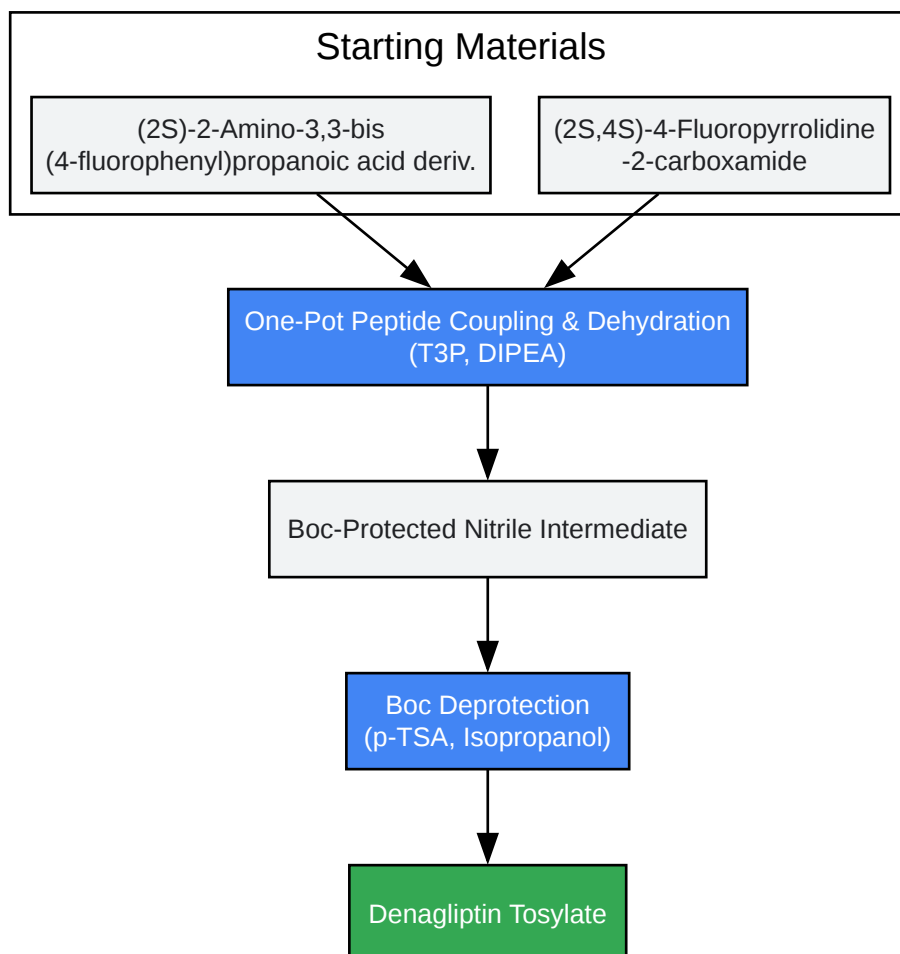 Starting Materials
(2S)-2-Amino-3,3-bis
(4-fluorophenyl)propanoic acid deriv.
(2S,4S)-4-Fluoropyrrolidine
-2-carboxamide
One-Pot Peptide Coupling & Dehydration
(T3P, DIPEA)
Boc-Protected Nitrile Intermediate
Boc Deprotection
(p-TSA, Isopropanol)
Denagliptin Tosylate